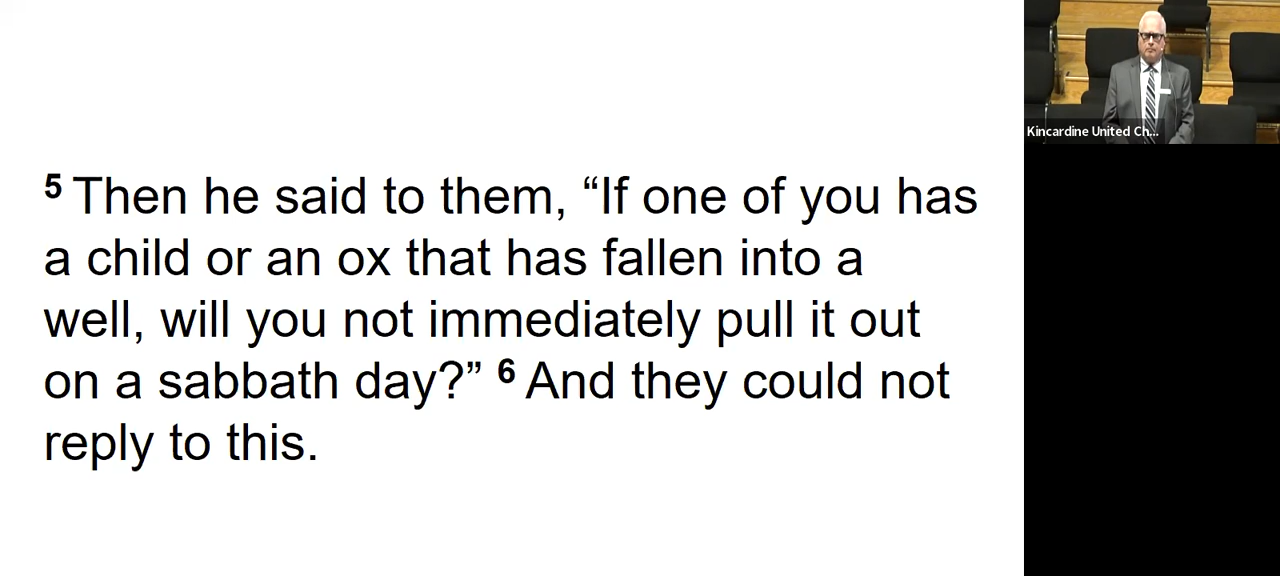 5 Then he said to them, “If one of you has
a child or an ox that has fallen into a
well, will you not immediately pull it out
on a sabbath day?” 6 And they could not
reply to this.
Kincardine United Ch...